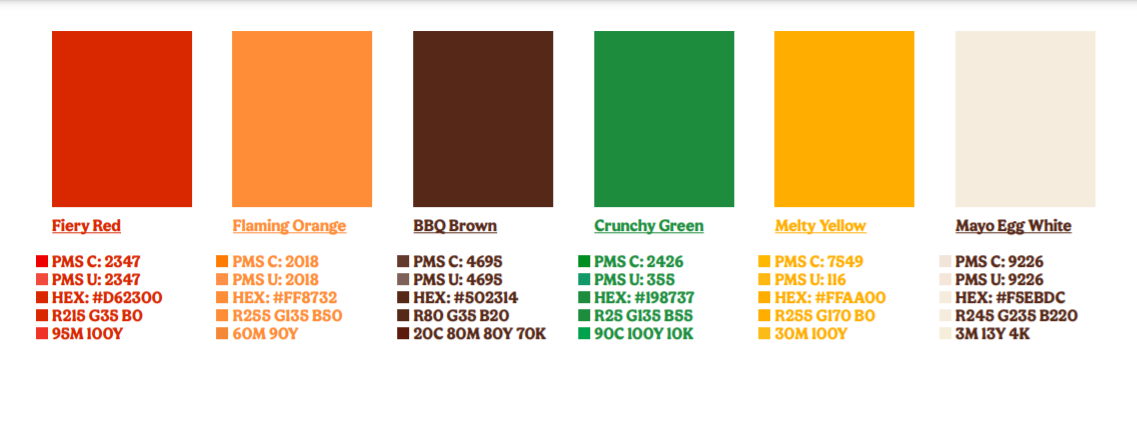 Fiery Red
PMS C: 2347
PMS U: 2347
HEX: #D62300
R215 G35 B0
95M 100Y
Flaming Orange
PMS C: 2018
PMS U: 2018
HEX: #FF8732
R255 G135 B50
60M 90Y
BBQ Brown
PMS C: 4695
PMS U: 4695
HEX: #502314
R80 G35 B20
20C 80M 80Y 70K
Crunchy Green
PMS C: 2426
PMS U: 355
HEX: #198737
R25 G135 B55
90C 100Y 10K
Melty Yellow
PMS C: 7549
PMS U: 116
HEX: #FFAA00
R255 G170 B0
30M 100Y
Mayo Egg White
PMS C: 9226
PMS U: 9226
HEX: #F5EBDC
R245 G235 B220
3M 13Y 4K